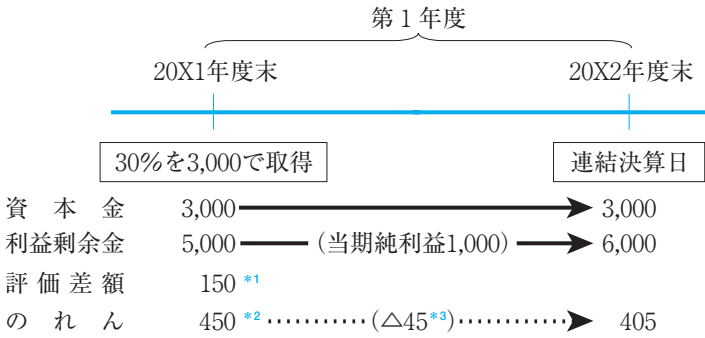 第１年度
20X1年度末 20X2年度末
30％を3,000で取得 連結決算日
資本金 3,000 3,000
利益剰余金 5,000 (当期純利益1,000) 6,000
評価差額 150 *1
のれん 450 *2 (△45*3) 405